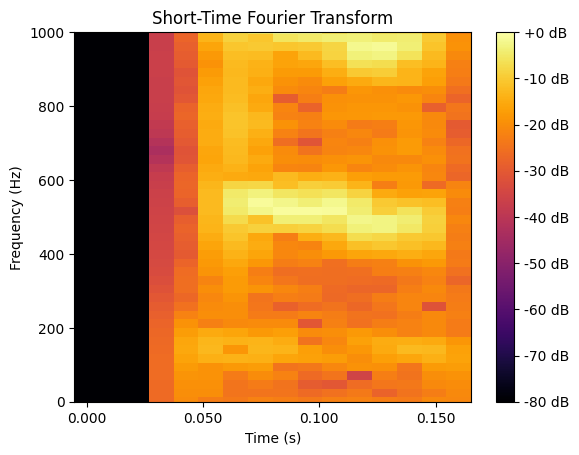 Short-Time Fourier Transform
1000
800
600
400
200
0
Frequency (Hz)
0.000
0.050
0.100
0.150
Time (s)
+0 dB
-10 dB
-20 dB
-30 dB
-40 dB
-50 dB
-60 dB
-70 dB
-80 dB